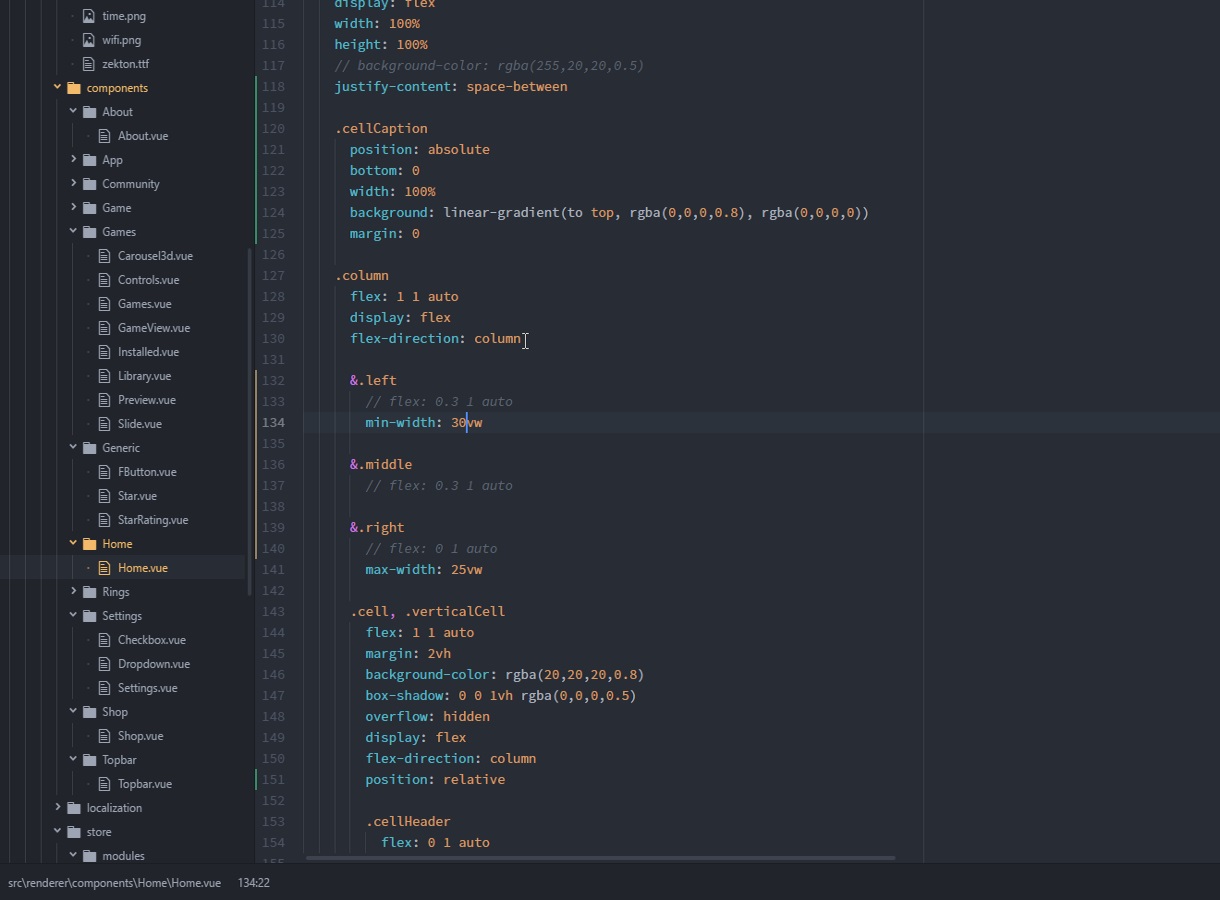 time.png
wifi.png
zekton.ttf
components
About
About.vue
App
Community
Game
Games
Carousel3d.vue
Controls.vue
Games.vue
GameView.vue
Installed.vue
Library.vue
Preview.vue
Slide.vue
Generic
FButton.vue
Star.vue
StarRating.vue
Home
Home.vue
Rings
Settings
Checkbox.vue
Dropdown.vue
Settings.vue
Shop
Shop.vue
Topbar
Topbar.vue
localization
store
modules
114 display: flex
115 width: 100%
116 height: 100%
117 // background-color: rgba(255,20,20,0.5)
118 justify-content: space-between
119
120 .cellCaption
121 position: absolute
122 bottom: 0
123 width: 100%
124 background: linear-gradient(to top, rgba(0,0,0,0.8), rgba(0,0,0,0))
125 margin: 0
126
127 .column
128 flex: 1 1 auto
129 display: flex
130 flex-direction: column
131
132 &.left
133 // flex: 0.3 1 auto
134 min-width: 30vw
135
136 &.middle
137 // flex: 0.3 1 auto
138
139 &.right
140 // flex: 0 1 auto
141 max-width: 25vw
142
143 .cell, .verticalCell
144 flex: 1 1 auto
145 margin: 2vh
146 background-color: rgba(20,20,20,0.8)
147 box-shadow: 0 0 1vh rgba(0,0,0,0.5)
148 overflow: hidden
149 display: flex
150 flex-direction: column
151 position: relative
152
153 .cellHeader
154 flex: 0 1 auto
155
src\renderer\components\Home\Home.vue 134:22